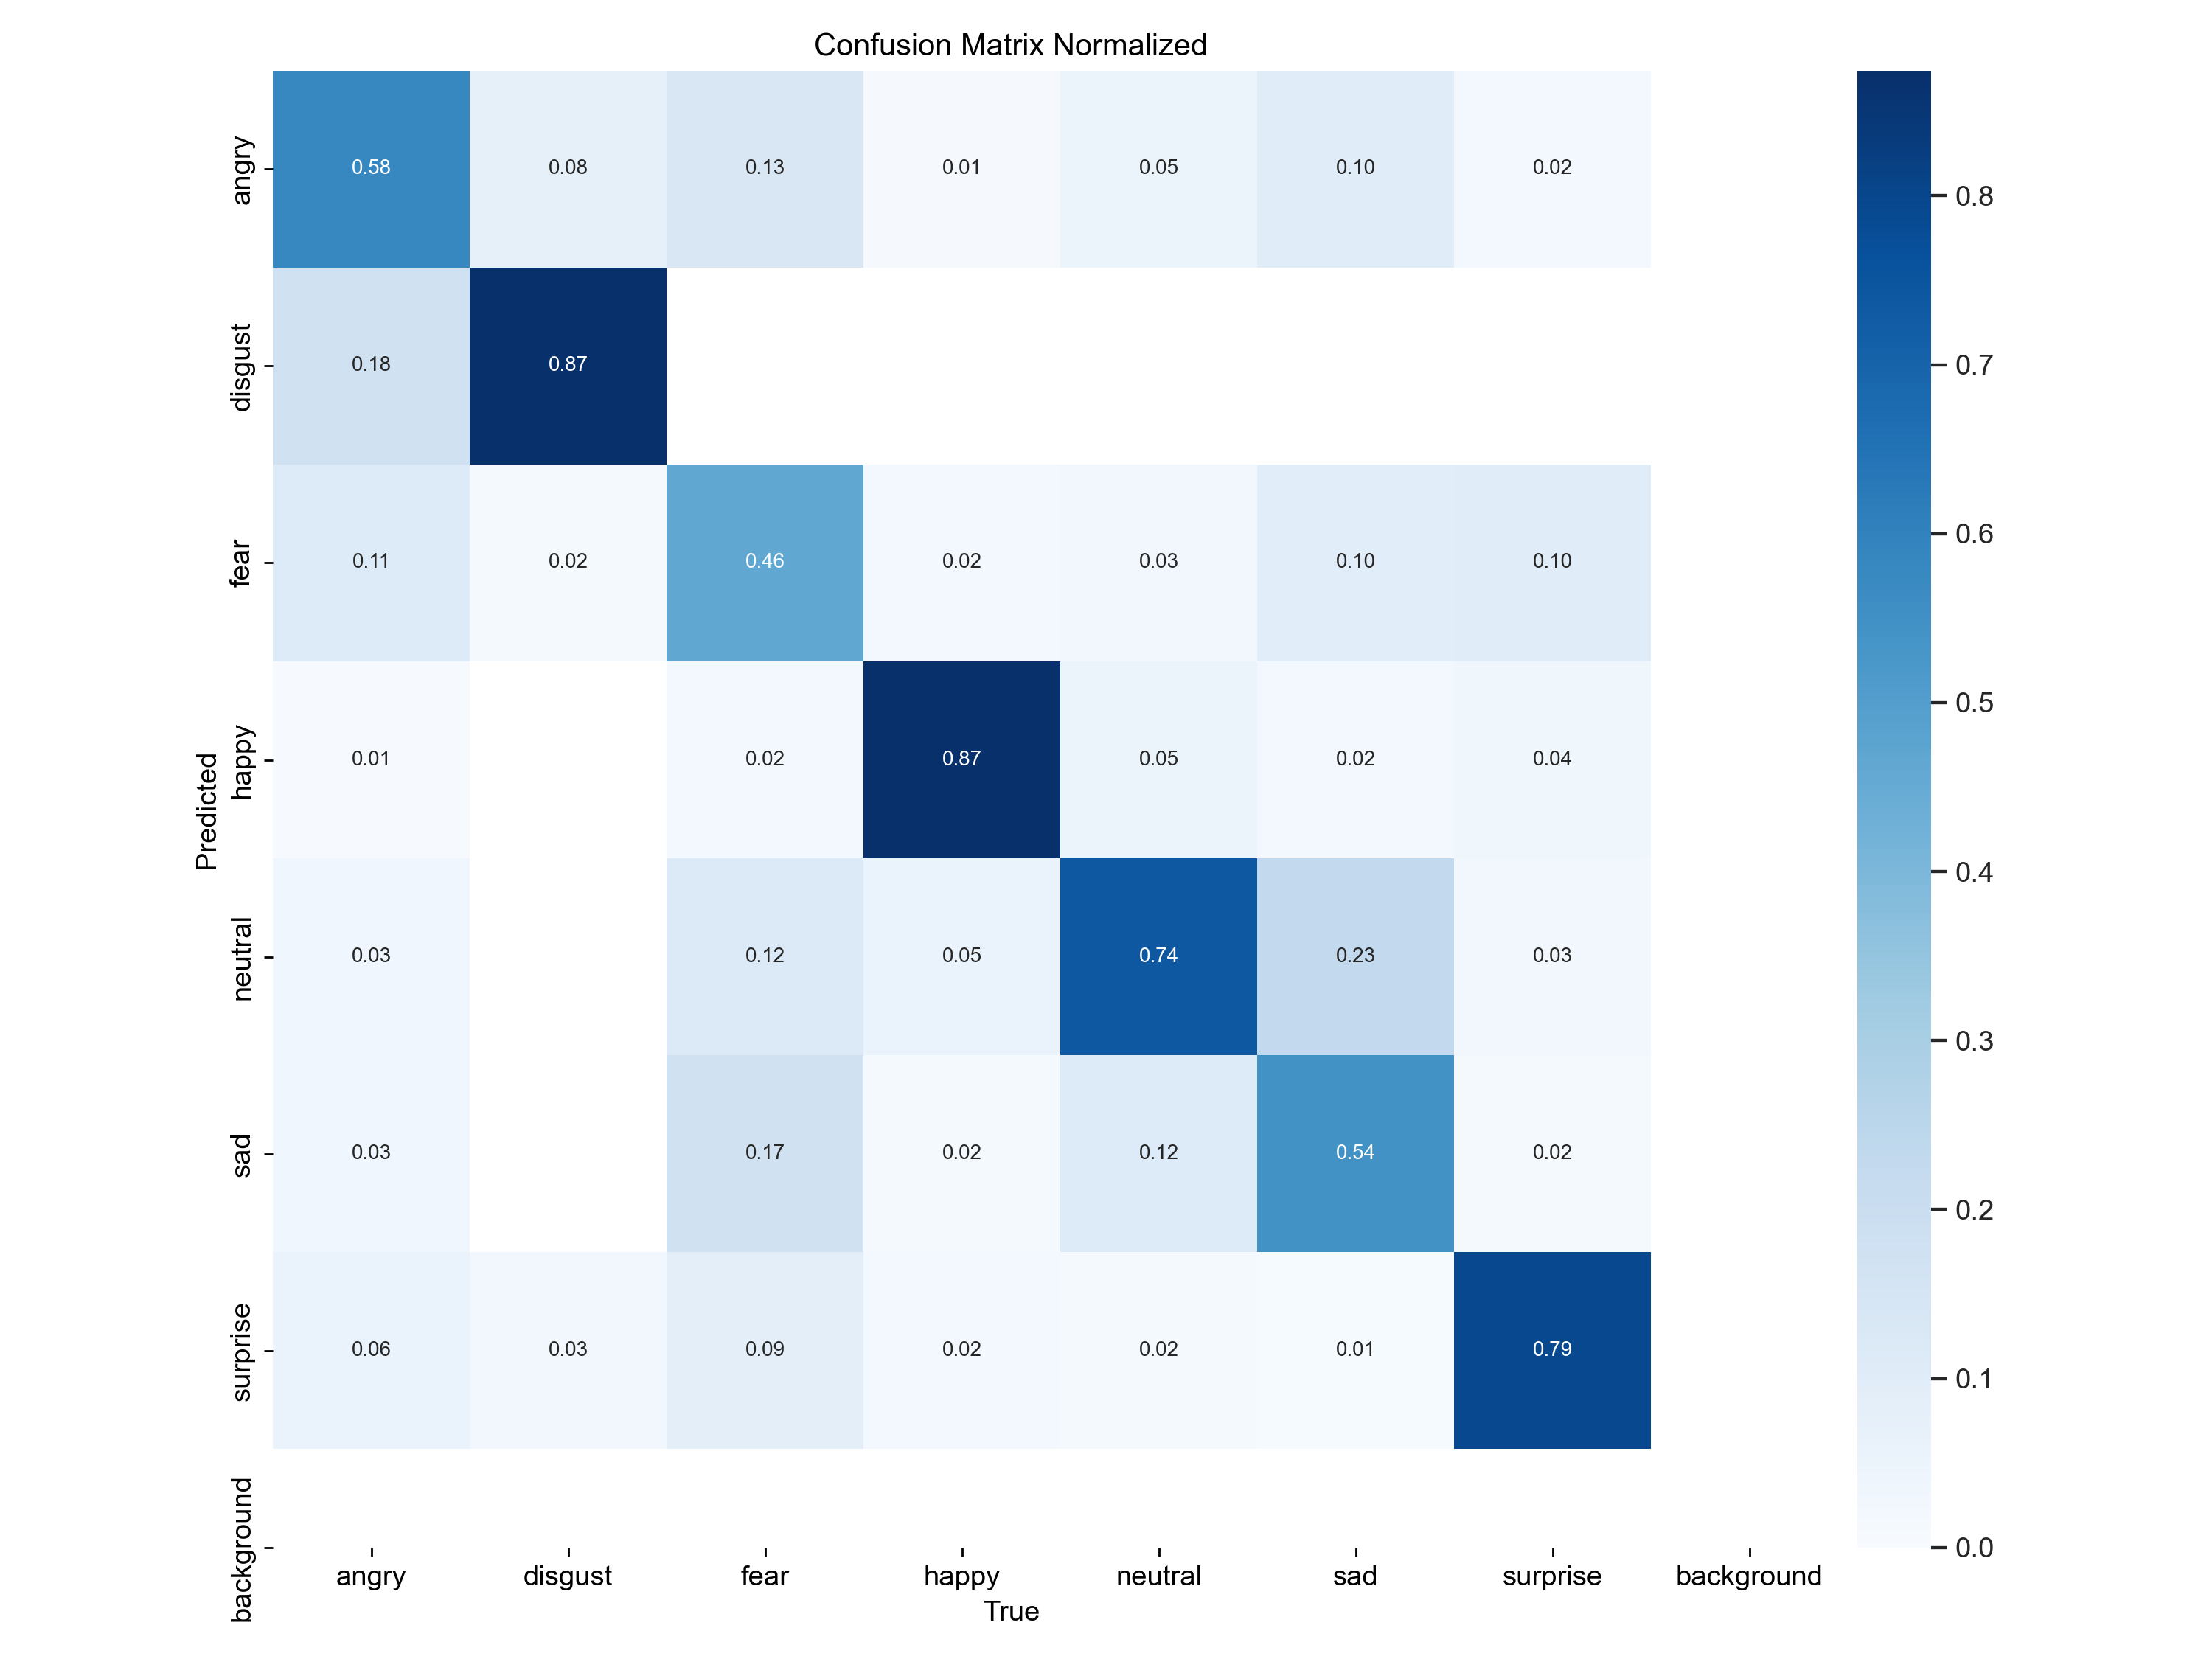 Confusion Matrix Normalized
angry 0.58 0.08 0.13 0.01 0.05 0.10 0.02
disgust 0.18 0.87
fear 0.11 0.02 0.46 0.02 0.03 0.10 0.10
happy 0.01 0.02 0.87 0.05 0.02 0.04
neutral 0.03 0.12 0.05 0.74 0.23 0.03
sad 0.03 0.17 0.02 0.12 0.54 0.02
surprise 0.06 0.03 0.09 0.02 0.02 0.01 0.79
background
Predicted
angry disgust fear happy neutral sad surprise background
True
0.8
0.7
0.6
0.5
0.4
0.3
0.2
0.1
0.0